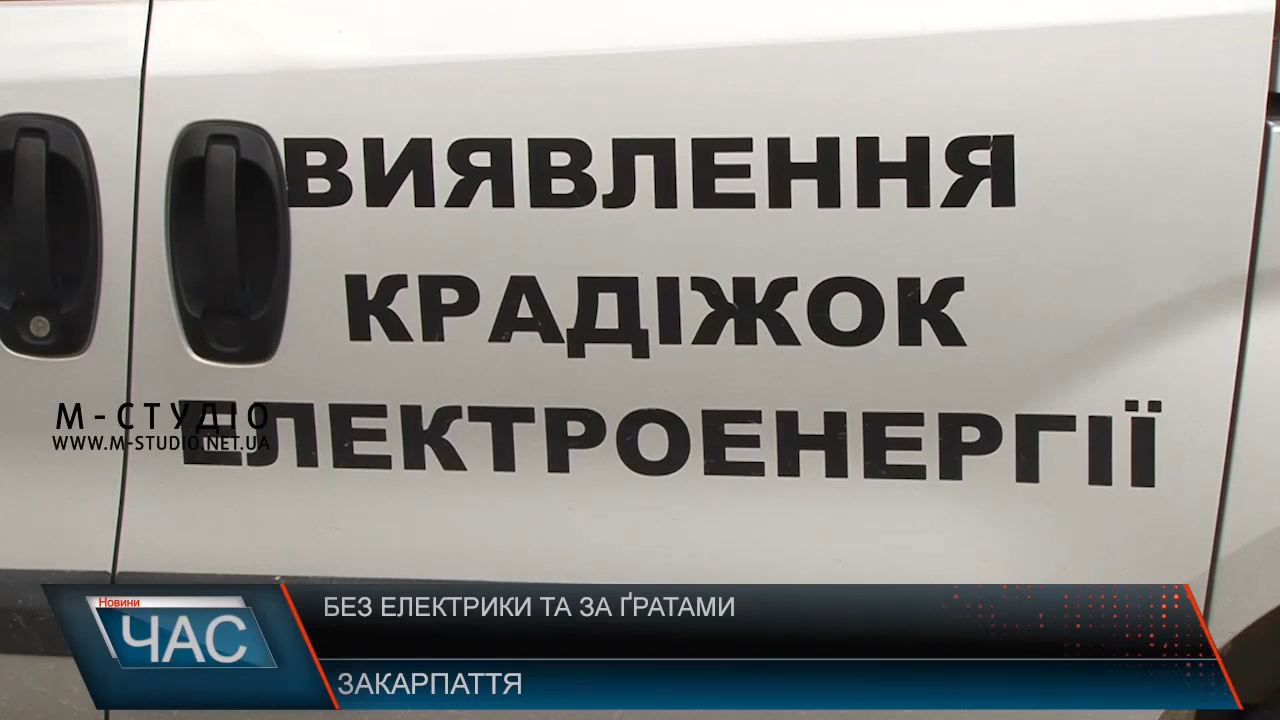 ВИЯВЛЕННЯ
КРАДІЖОК
ЕЛЕКТРОЕНЕРГІЇ
М-СТУДІО
WWW.M-STUDIO.NET.UA
Новини
ЧАС
БЕЗ ЕЛЕКТРИКИ ТА ЗА ҐРАТАМИ
ЗАКАРПАТТЯ